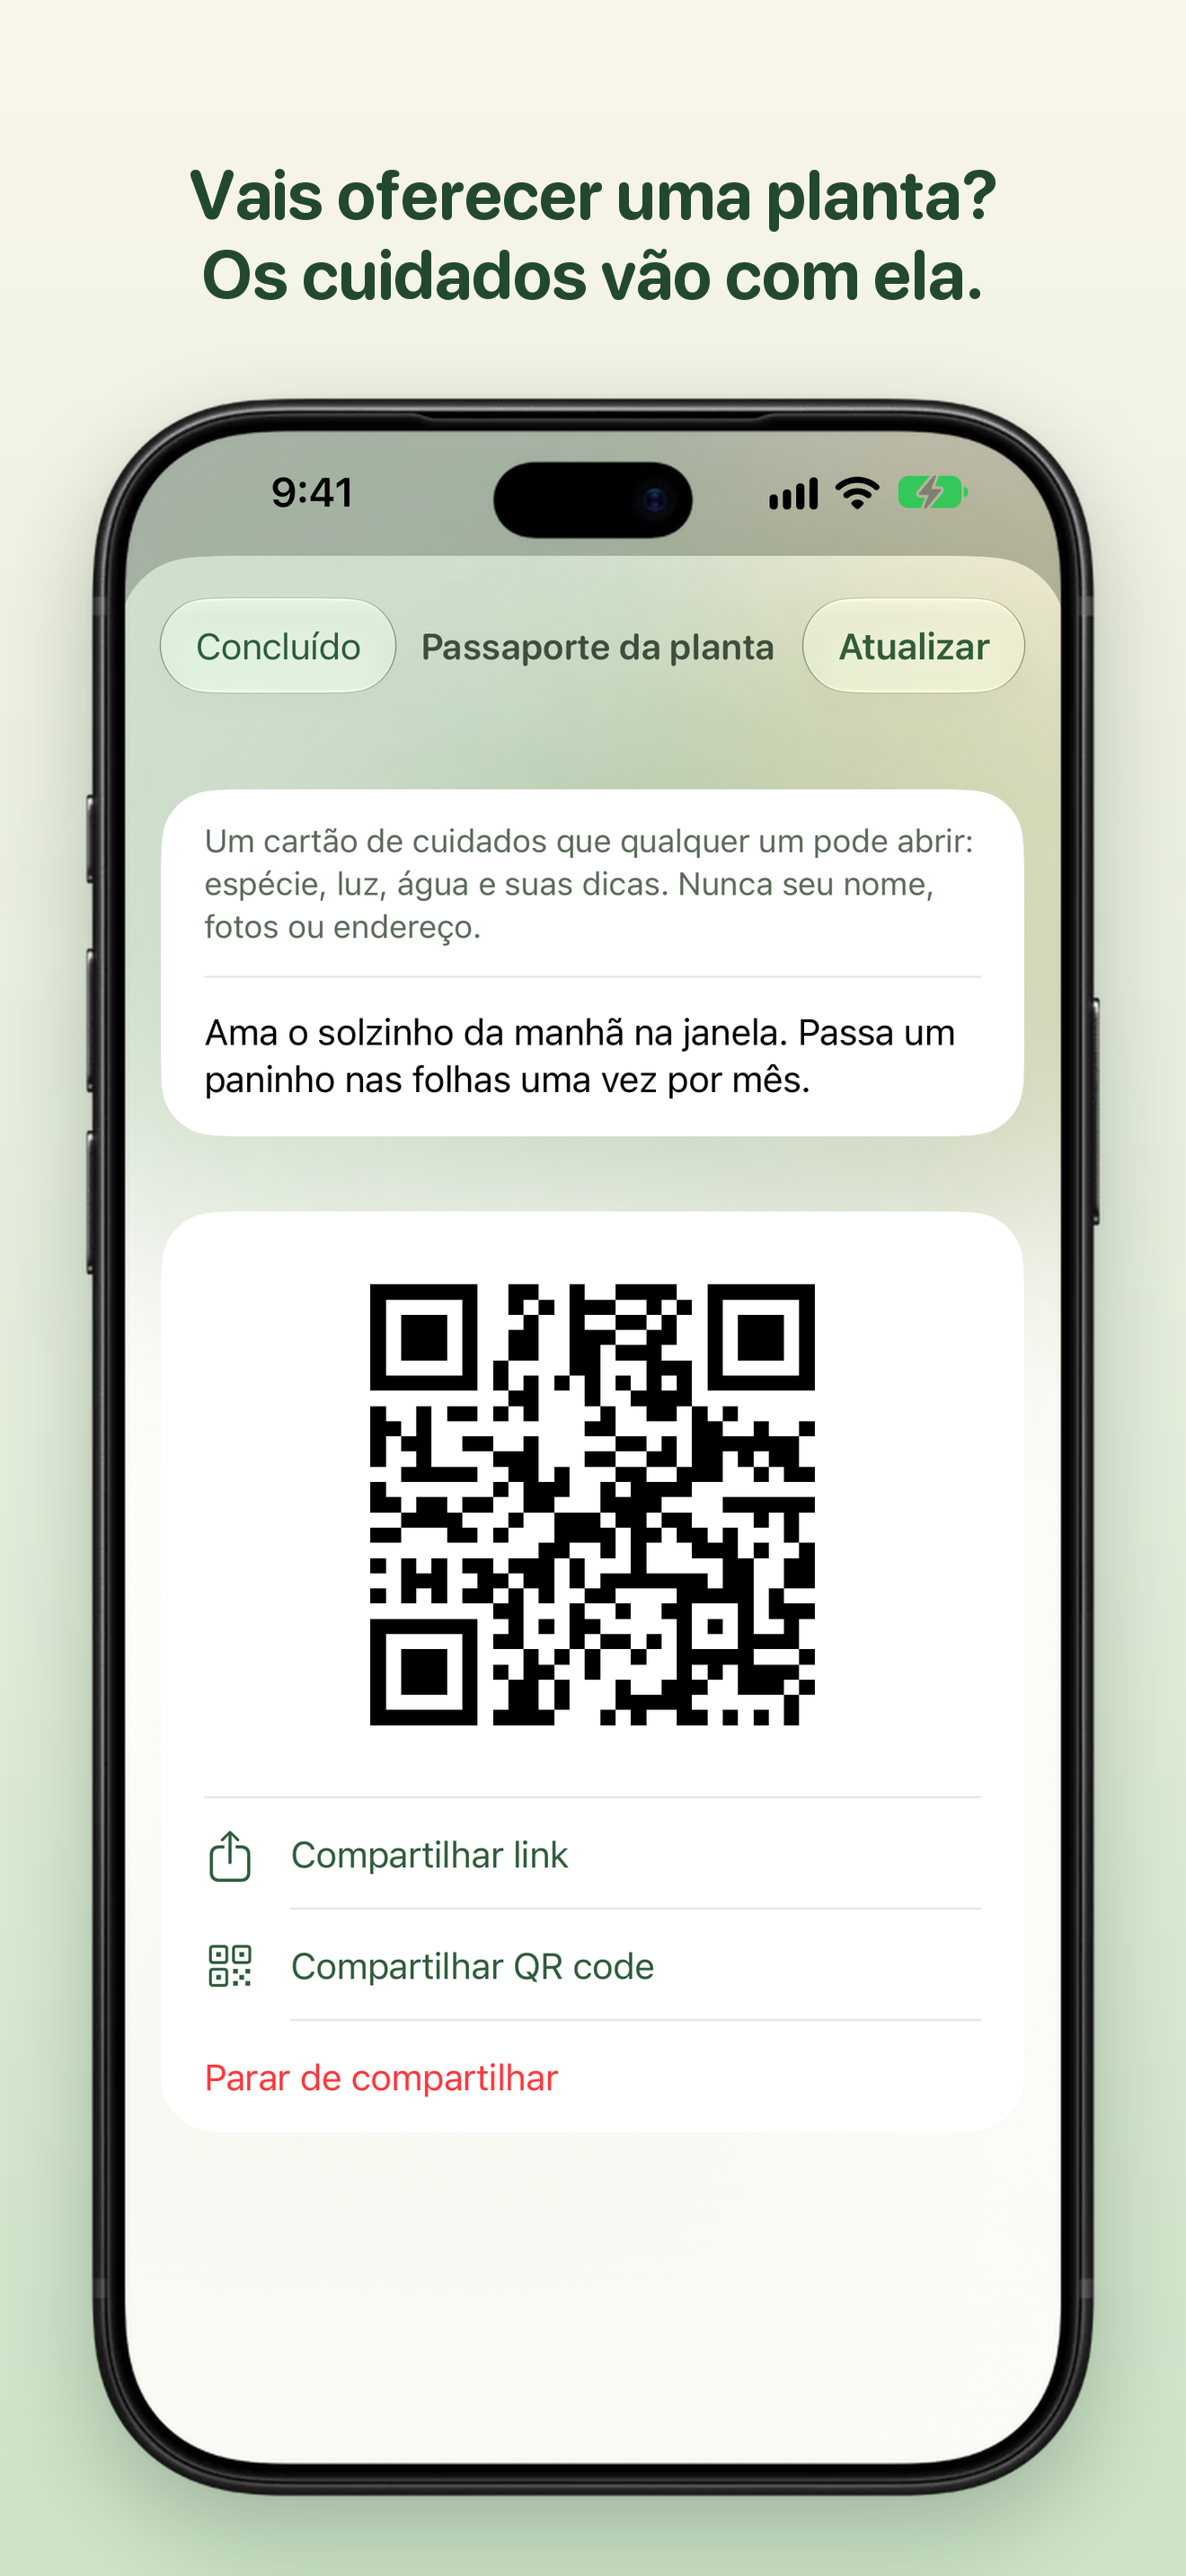 Vais oferecer uma planta?
Os cuidados vão com ela.
9:41
Concluído
Passaporte da planta
Atualizar
Um cartão de cuidados que qualquer um pode abrir:
espécie, luz, água e suas dicas. Nunca seu nome,
fotos ou endereço.
Ama o solzinho da manhã na janela. Passa um
paninho nas folhas uma vez por mês.
Compartilhar link
Compartilhar QR code
Parar de compartilhar